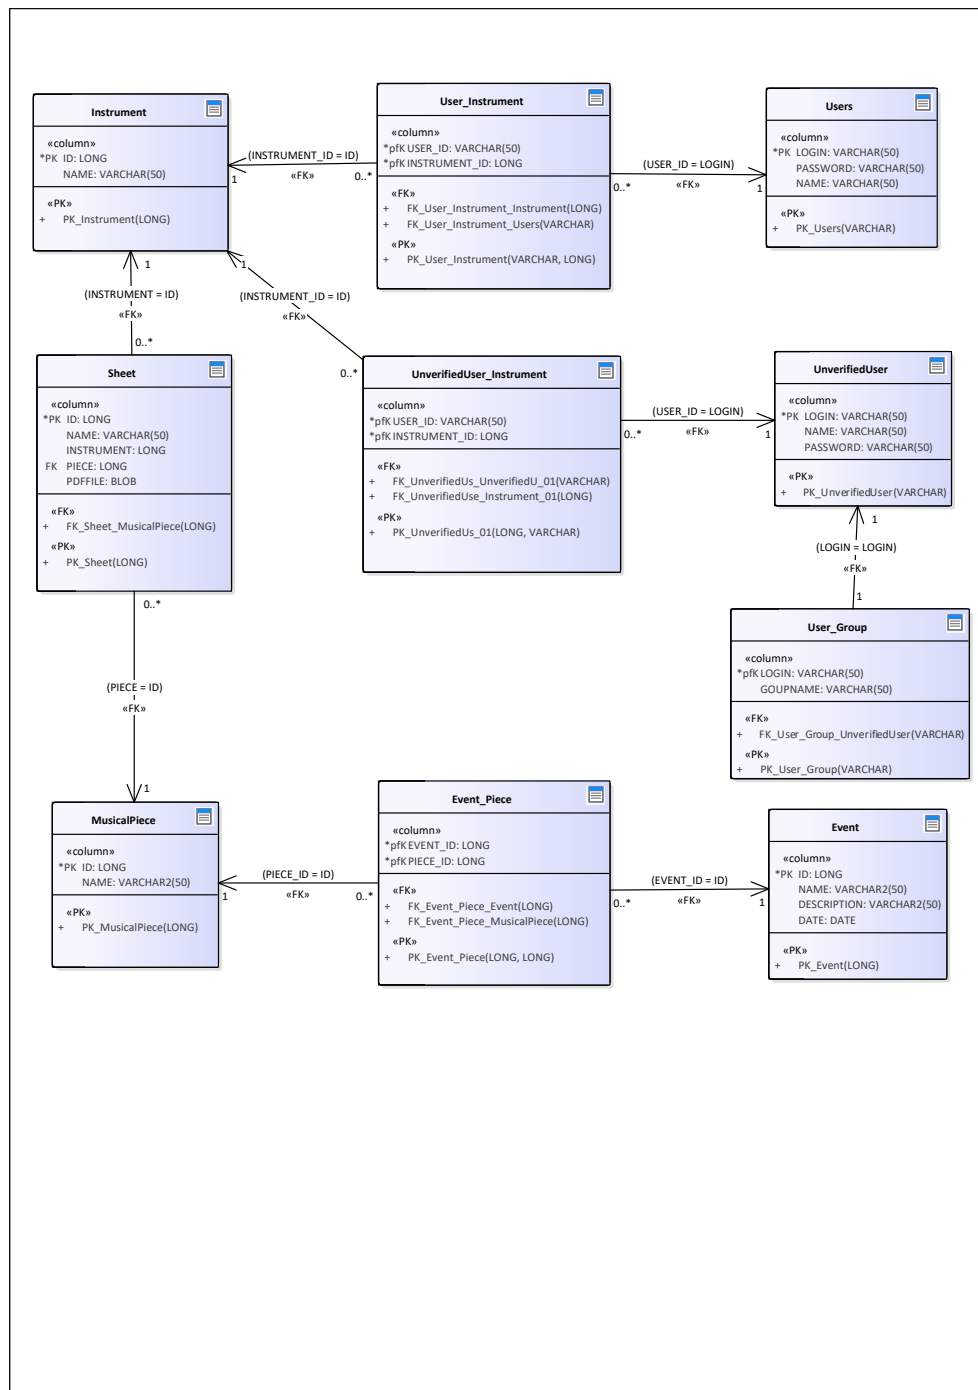 Instrument
«column»
*PK ID: LONG
NAME: VARCHAR(50)
«PK»
+ PK_Instrument(LONG)
(INSTRUMENT_ID = ID)
«FK»
1
0..*
User_Instrument
«column»
*pfK USER_ID: VARCHAR(50)
*pfK INSTRUMENT_ID: LONG
«FK»
+ FK_User_Instrument_Instrument(LONG)
+ FK_User_Instrument_Users(VARCHAR)
«PK»
+ PK_User_Instrument(VARCHAR, LONG)
(USER_ID = LOGIN)
«FK»
0..*
1
Users
«column»
*PK LOGIN: VARCHAR(50)
PASSWORD: VARCHAR(50)
NAME: VARCHAR(50)
«PK»
+ PK_Users(VARCHAR)
1
(INSTRUMENT = ID)
«FK»
0..*
1
(INSTRUMENT_ID = ID)
«FK»
0..*
Sheet
«column»
*PK ID: LONG
NAME: VARCHAR(50)
INSTRUMENT: LONG
FK PIECE: LONG
PDFFILE: BLOB
«FK»
+ FK_Sheet_MusicalPiece(LONG)
«PK»
+ PK_Sheet(LONG)
UnverifiedUser_Instrument
«column»
*pfK USER_ID: VARCHAR(50)
*pfK INSTRUMENT_ID: LONG
«FK»
+ FK_UnverifiedUs_UnverifiedU_01(VARCHAR)
+ FK_UnverifiedUse_Instrument_01(LONG)
«PK»
+ PK_UnverifiedUs_01(LONG, VARCHAR)
(USER_ID = LOGIN)
«FK»
0..*
1
UnverifiedUser
«column»
*PK LOGIN: VARCHAR(50)
NAME: VARCHAR(50)
PASSWORD: VARCHAR(50)
«PK»
+ PK_UnverifiedUser(VARCHAR)
1
(LOGIN = LOGIN)
«FK»
1
User_Group
«column»
*pfK LOGIN: VARCHAR(50)
GOUPNAME: VARCHAR(50)
«FK»
+ FK_User_Group_UnverifiedUser(VARCHAR)
«PK»
+ PK_User_Group(VARCHAR)
0..*
(PIECE = ID)
«FK»
1
MusicalPiece
«column»
*PK ID: LONG
NAME: VARCHAR2(50)
«PK»
+ PK_MusicalPiece(LONG)
(PIECE_ID = ID)
«FK»
1
0..*
Event_Piece
«column»
*pfK EVENT_ID: LONG
*pfK PIECE_ID: LONG
«FK»
+ FK_Event_Piece_Event(LONG)
+ FK_Event_Piece_MusicalPiece(LONG)
«PK»
+ PK_Event_Piece(LONG, LONG)
(EVENT_ID = ID)
«FK»
0..*
1
Event
«column»
*PK ID: LONG
NAME: VARCHAR2(50)
DESCRIPTION: VARCHAR2(50)
DATE: DATE
«PK»
+ PK_Event(LONG)